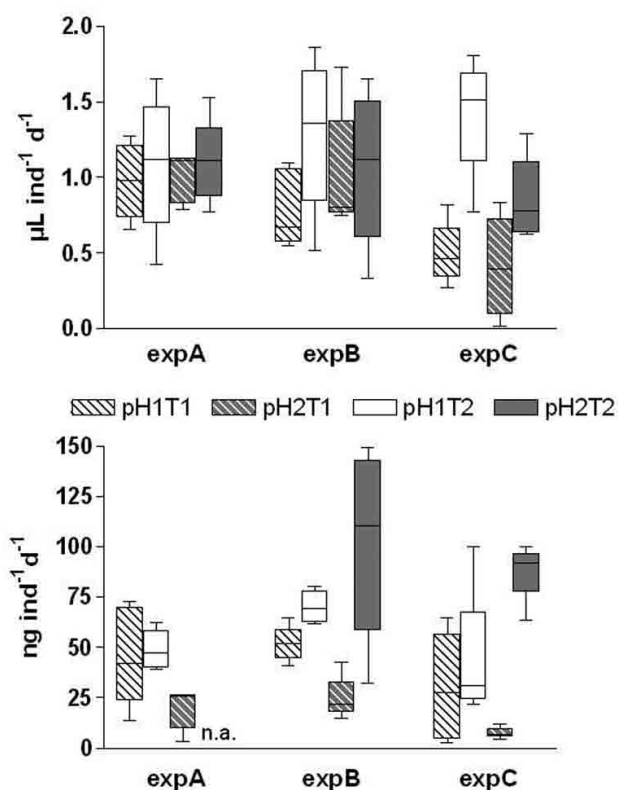 2.0
1.5
1.0
0.5
0.0
µL ind⁻¹ d⁻¹
expA expB expC
pH1T1 pH2T1 pH1T2 pH2T2
150
125
100
75
50
25
0
ng ind⁻¹d⁻¹
n.a.
expA expB expC